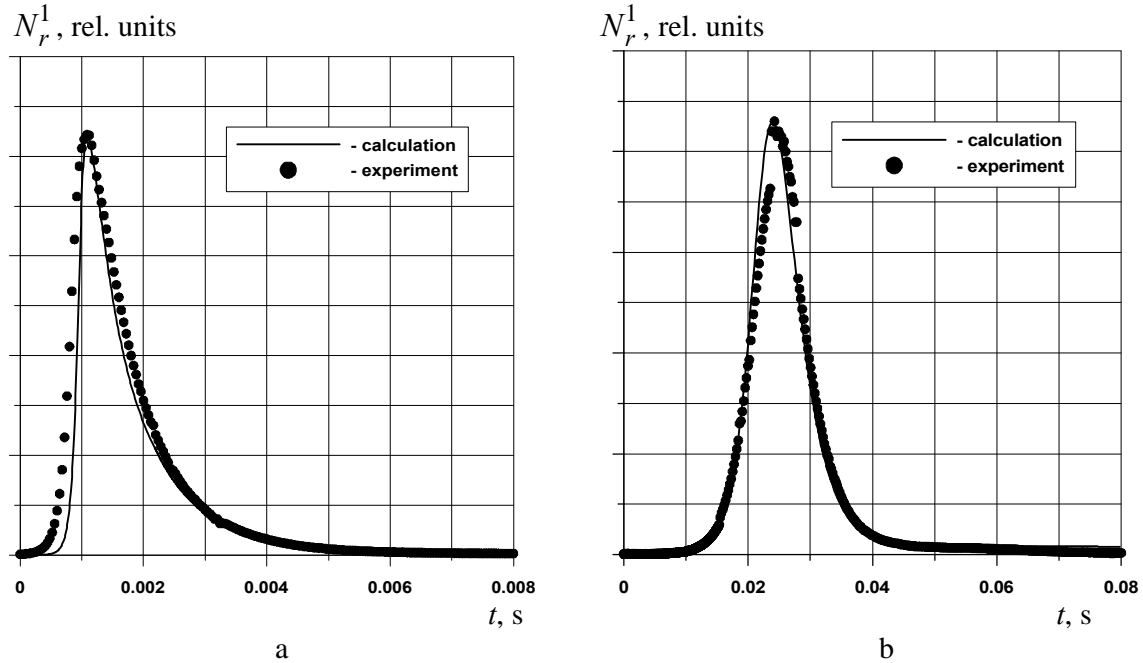 N_r^1 , rel. units
- calculation
- experiment
0 0.002 0.004 0.006 0.008
t, s
a
N_r^1 , rel. units
- calculation
- experiment
0 0.02 0.04 0.06 0.08
t, s
b